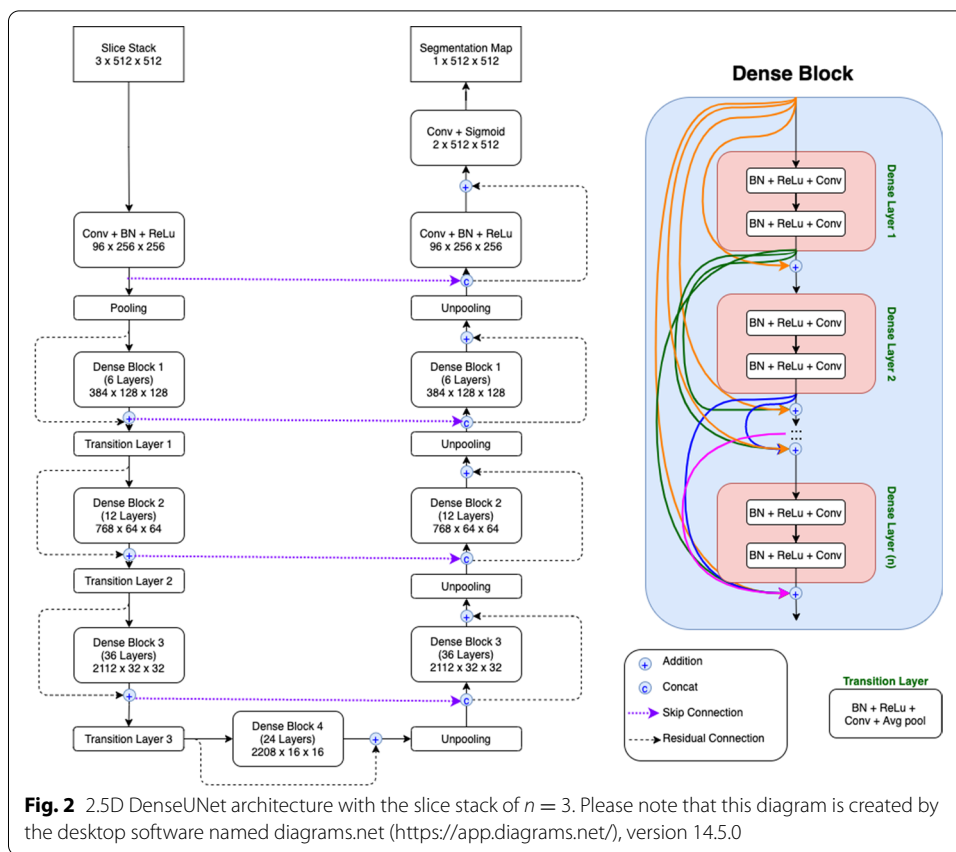 Slice Stack
3 x 512 x 512
Conv + BN + ReLu
96 x 256 x 256
Pooling
Dense Block 1
(6 Layers)
384 x 128 x 128
+
Transition Layer 1
Dense Block 2
(12 Layers)
768 x 64 x 64
+
Transition Layer 2
Dense Block 3
(36 Layers)
2112 x 32 x 32
+
Transition Layer 3
Dense Block 4
(24 Layers)
2208 x 16 x 16
+
Segmentation Map
1 x 512 x 512
Conv + Sigmoid
2 x 512 x 512
+
Conv + BN + ReLu
96 x 256 x 256
c
Unpooling
+
Dense Block 1
(6 Layers)
384 x 128 x 128
c
Unpooling
+
Dense Block 2
(12 Layers)
768 x 64 x 64
c
Unpooling
+
Dense Block 3
(36 Layers)
2112 x 32 x 32
c
Unpooling
Dense Block
BN + ReLu + Conv
BN + ReLu + Conv
Dense Layer 1
+
BN + ReLu + Conv
BN + ReLu + Conv
Dense Layer 2
+
+
BN + ReLu + Conv
BN + ReLu + Conv
Dense Layer (n)
+
+ Addition
c Concat
Skip Connection
Residual Connection
Transition Layer
BN + ReLu +
Conv + Avg pool
Fig. 2 2.5D DenseUNet architecture with the slice stack of n = 3. Please note that this diagram is created by
the desktop software named diagrams.net (https://app.diagrams.net/), version 14.5.0